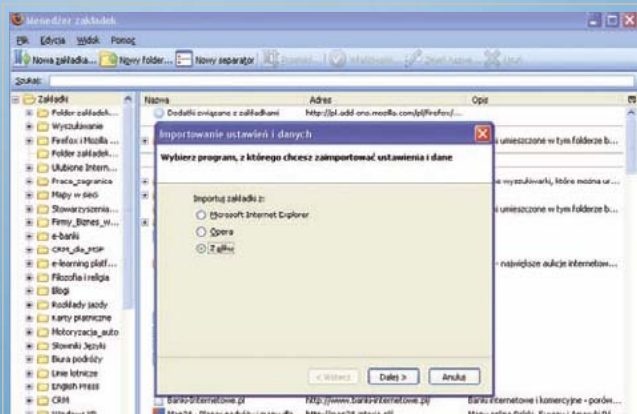 Menedżer zakładek
Plik Edycja Widok Pomoc
Nowa zakładka... Nowy folder... Nowy separator
Szukaj:
Zakładki
Nazwa Adres Opis
Folder zakładek...
Dodatki związane z zakładkami http://pl.add-ons.mozilla.com/pl/firefox/...
Wyszukiwanie
Firefox i Mozilla ...
Folder zakładek...
Ulubione Intern...
Praca_zagranica
Mapy w sieci
Stowarzyszenia...
Firmy_Biznes_w...
e-banki
CRM_dla_MSP
e-learning platf...
Filozofia i religia
Blogi
Rozkłady jazdy
Karty płatnicze
Motoryzacja_auto
Słowniki Języki
Biura podróży
Linie lotnicze
English Press
CRM
Importowanie ustawień i danych
Wybierz program, z którego chcesz zaimportować ustawienia i dane
Importuj zakładki z:
Microsoft Internet Explorer
Opera
Z pliku
< Wstecz Dalej > Anuluj
i umieszczone w tym folderze b...
e wyszukiwarki, które można ur...
i umieszczone w tym folderze b...
- największe aukcje internetow...
Banki-Internetowe.pl http://www.banki-internetowe.pl/ Banki internetowe i komercyjne - porów...